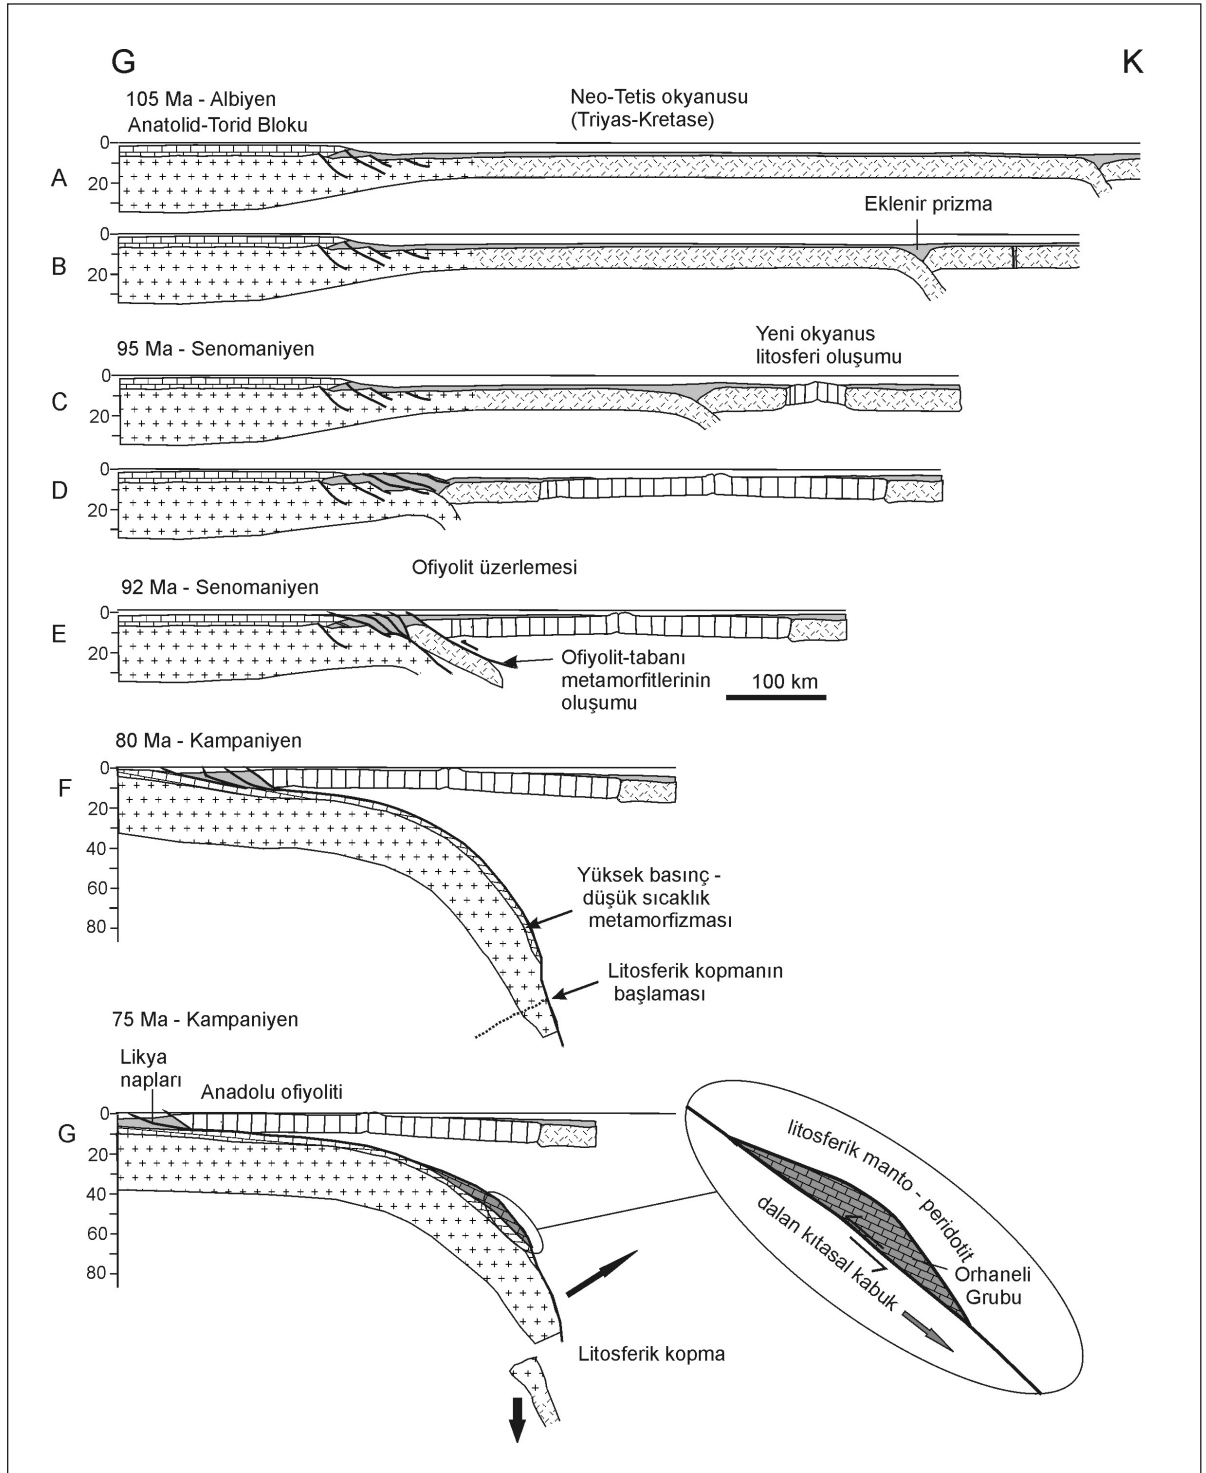 G
K
105 Ma - Albiyen
Anatolid-Torid Bloku
Neo-Tetis okyanusu
(Triyas-Kretase)
0
A
20
Eklenir prizma
0
B
20
95 Ma - Senomaniyen
Yeni okyanus
litosferi oluşumu
0
C
20
0
D
20
Ofiyolit üzerlemesi
92 Ma - Senomaniyen
0
E
20
Ofiyolit-tabanı
metamorfitlerinin
oluşumu
100 km
80 Ma - Kampaniyen
0
F
20
40
60
80
Yüksek basınç -
düşük sıcaklık
metamorfizması
Litosferik kopmanın
başlaması
75 Ma - Kampaniyen
Likya
napları
Anadolu ofiyoliti
0
G
20
40
60
80
litosferik manto - peridotit
dalan kıtasal kabuk
Orhaneli
Grubu
Litosferik kopma